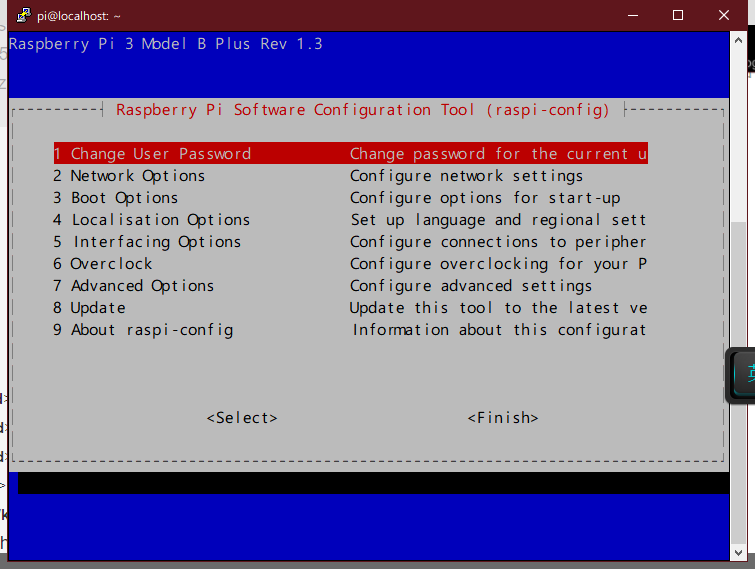 pi@localhost: ~
Raspberry Pi 3 Model B Plus Rev 1.3
Raspberry Pi Software Configuration Tool (raspi-config)
1 Change User Password Change password for the current u
2 Network Options Configure network settings
3 Boot Options Configure options for start-up
4 Localisation Options Set up language and regional sett
5 Interfacing Options Configure connections to peripher
6 Overclock Configure overclocking for your P
7 Advanced Options Configure advanced settings
8 Update Update this tool to the latest ve
9 About raspi-config Information about this configurat
<Select> <Finish>